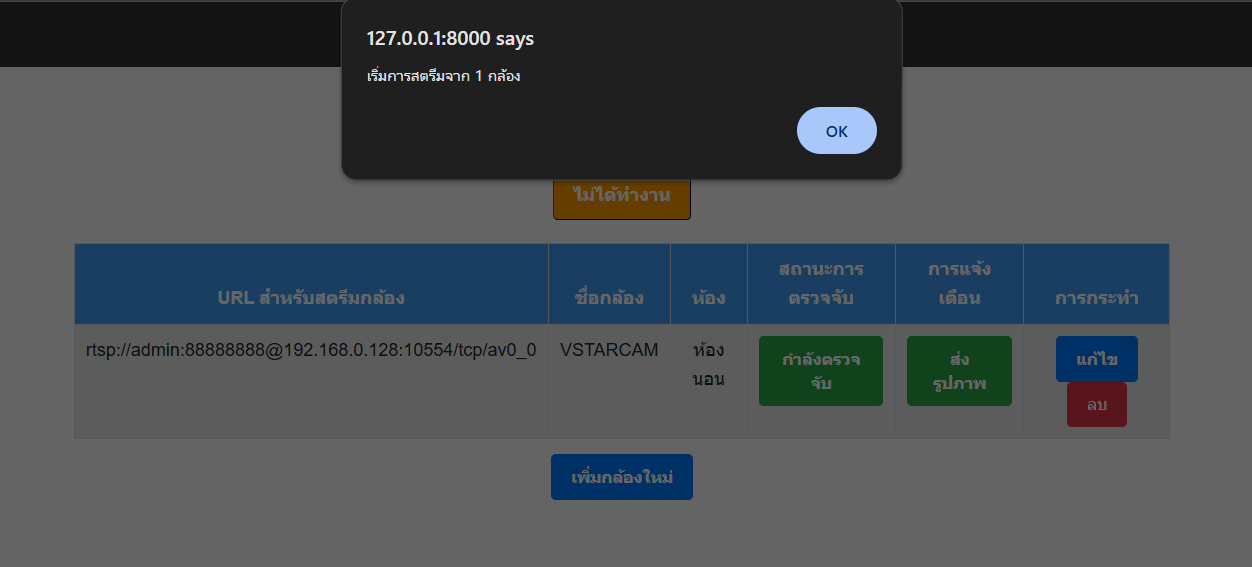 127.0.0.1:8000 says
เริ่มการสตรีมจาก 1 กล้อง
OK
ไม่ได้ทำงาน
URL สำหรับสตรีมกล้อง
ชื่อกล้อง
ห้อง
สถานะการ
ตรวจจับ
การแจ้ง
เตือน
การกระทำ
rtsp://admin:88888888@192.168.0.128:10554/tcp/av0_0
VSTARCAM
ห้อง
นอน
กำลังตรวจ
จับ
ส่ง
รูปภาพ
แก้ไข
ลบ
เพิ่มกล้องใหม่